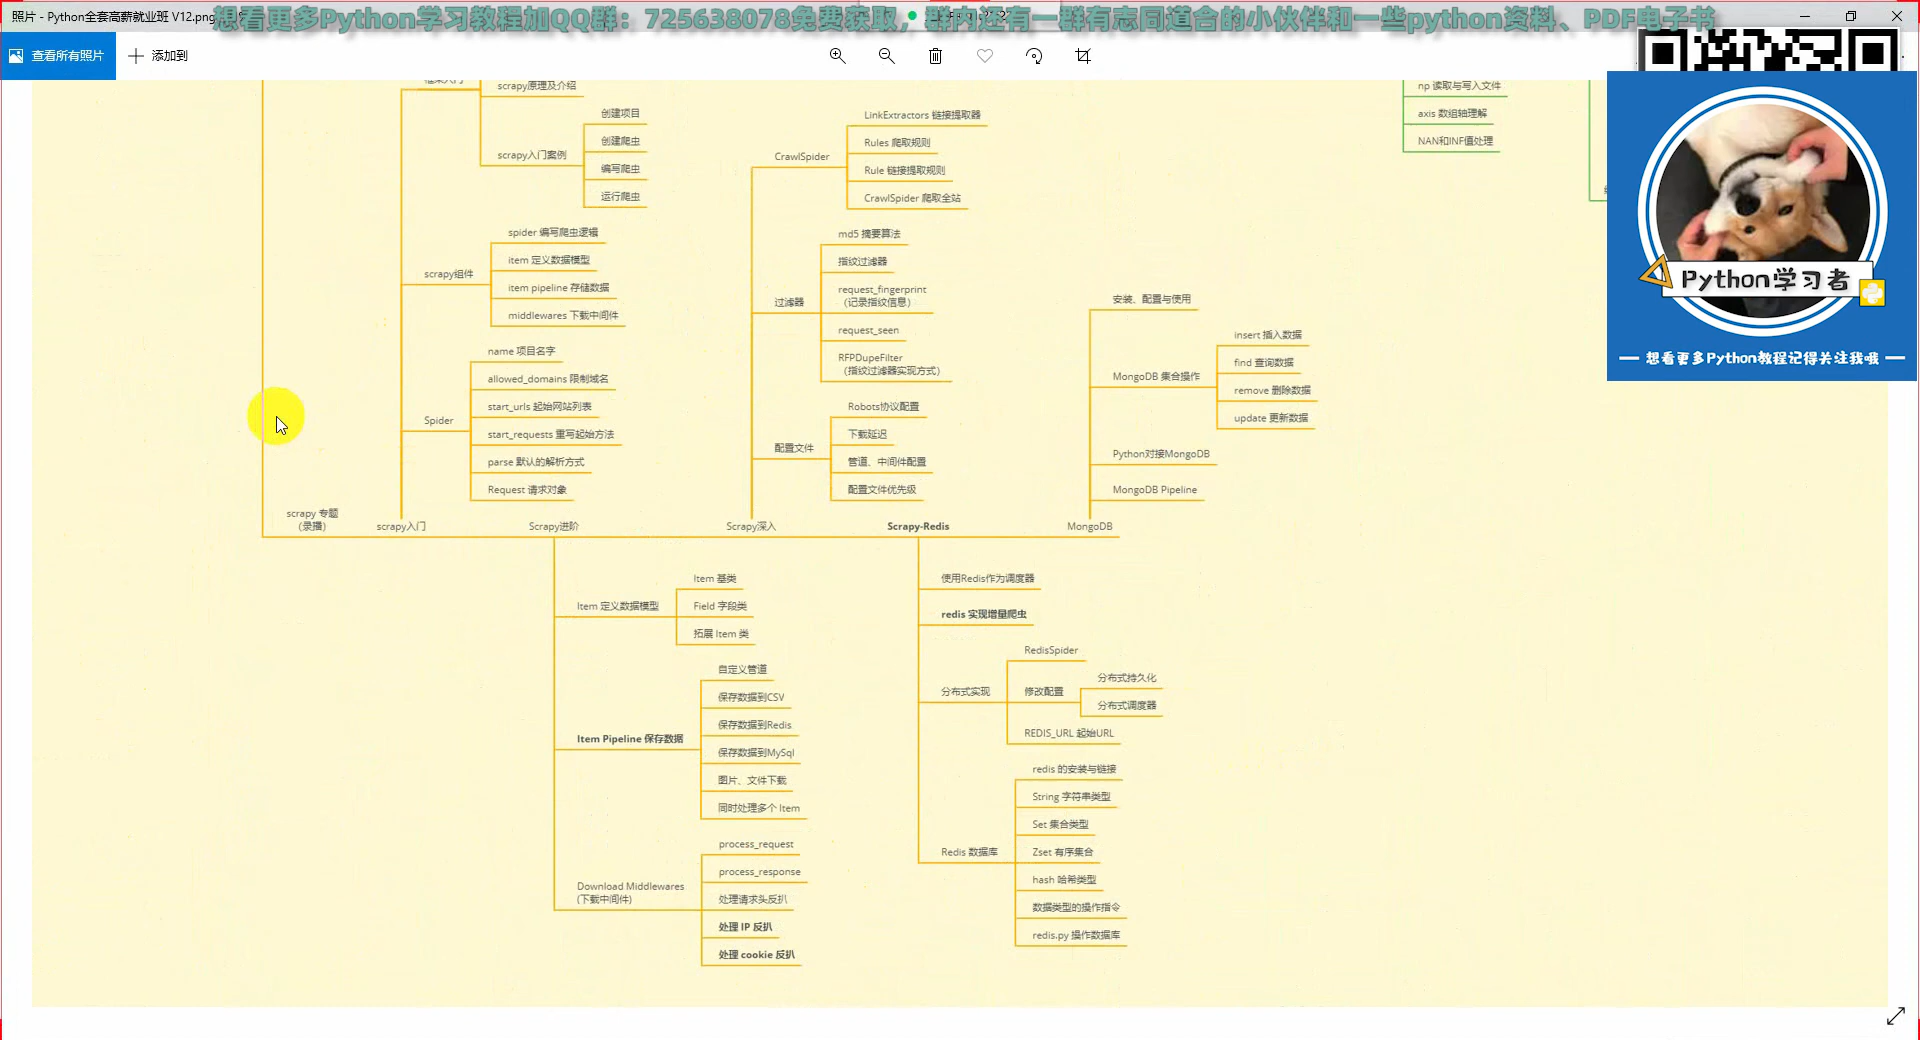 照片 - Python全套高薪就业班 V12.png
想看更多Python学习教程加QQ群：725638078免费获取，群内还有一群有志同道合的小伙伴和一些python资料、PDF电子书
查看所有照片
添加到
scrapy原理及介绍
scrapy入门案例
创建项目
创建爬虫
编写爬虫
运行爬虫
scrapy组件
spider 编写爬虫逻辑
item 定义数据模型
item pipeline 存储数据
middlewares 下载中间件
Spider
name 项目名字
allowed_domains 限制域名
start_urls 起始网站列表
start_requests 重写起始方法
parse 默认的解析方式
Request 请求对象
CrawlSpider
LinkExtractors 链接提取器
Rules 爬取规则
Rule 链接提取规则
CrawlSpider 爬取全站
过滤器
md5 摘要算法
指纹过滤器
request_fingerprint
（记录指纹信息）
request_seen
RFPDupeFilter
（指纹过滤器实现方式）
配置文件
Robots协议配置
下载延迟
管道、中间件配置
配置文件优先级
安装、配置与使用
MongoDB 集合操作
insert 插入数据
find 查询数据
remove 删除数据
update 更新数据
Python对接MongoDB
MongoDB Pipeline
np 读取与写入文件
axis 数组轴理解
NAN和INF值处理
Python学习者
想看更多Python教程记得关注我哦
scrapy 专题
（录播）
scrapy入门
Scrapy进阶
Scrapy深入
Scrapy-Redis
MongoDB
Item 定义数据模型
Item 基类
Field 字段类
拓展 Item 类
Item Pipeline 保存数据
自定义管道
保存数据到CSV
保存数据到Redis
保存数据到MySql
图片、文件下载
同时处理多个 Item
Download Middlewares
(下载中间件)
process_request
process_response
处理请求头反扒
处理 IP 反扒
处理 cookie 反扒
使用Redis作为调度器
redis 实现增量爬虫
分布式实现
RedisSpider
修改配置
分布式持久化
分布式调度器
REDIS_URL 起始URL
Redis 数据库
redis 的安装与链接
String 字符串类型
Set 集合类型
Zset 有序集合
hash 哈希类型
数据类型的操作指令
redis.py 操作数据库